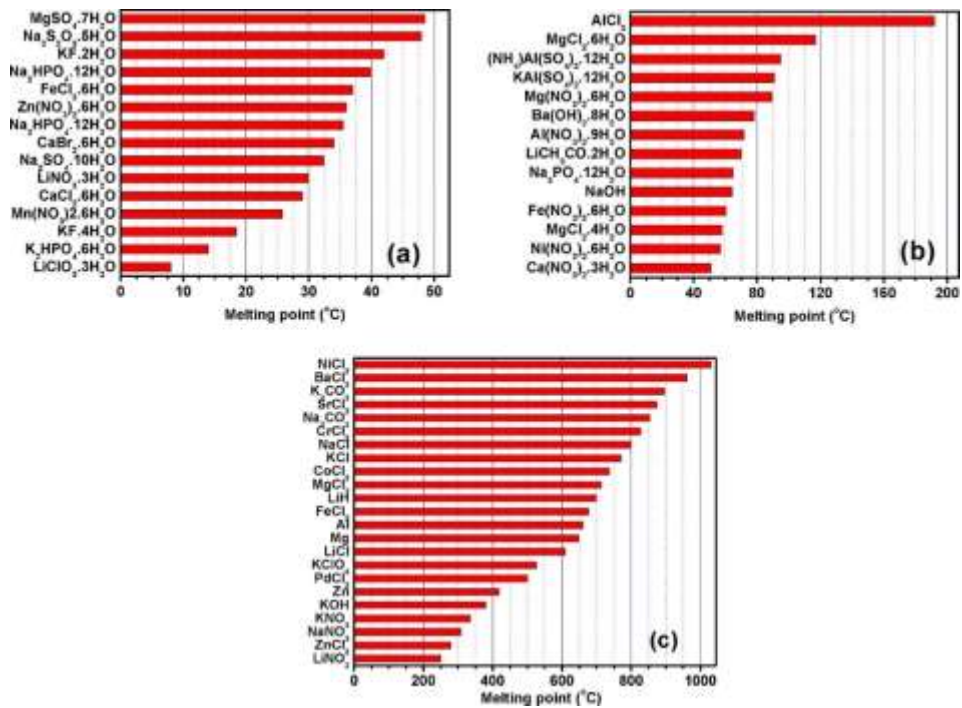 MgSO₄.7H₂O
Na₂S₂O₃.5H₂O
KF.2H₂O
Na₂HPO₄.12H₂O
FeCl₃.6H₂O
Zn(NO₃)₂.6H₂O
Na₂HPO₄.12H₂O
CaBr₂.6H₂O
Na₂SO₄.10H₂O
LiNO₃.3H₂O
CaCl₂.6H₂O
Mn(NO₃)2.6H₂O
KF.4H₂O
K₂HPO₄.6H₂O
LiClO₃.3H₂O
(a)
0 10 20 30 40 50
Melting point (°C)
AlCl₃
MgCl₂.6H₂O
(NH₄)Al(SO₄)₂.12H₂O
KAl(SO₄)₂.12H₂O
Mg(NO₃)₂.6H₂O
Ba(OH)₂.8H₂O
Al(NO₃)₂.9H₂O
LiCH₃CO.2H₂O
Na₃PO₄.12H₂O
NaOH
Fe(NO₃)₂.6H₂O
MgCl₂.4H₂O
Ni(NO₃)₂.6H₂O
Ca(NO₃)₂.3H₂O
(b)
0 40 80 120 160 200
Melting point (°C)
NiCl₂
BaCl₂
K₂CO₃
SrCl₂
Na₂CO₃
CrCl₂
NaCl
KCl
CoCl₂
MgCl₂
LiH
FeCl₂
Al
Mg
LiCl
KClO₄
PdCl₂
Zn
KOH
KNO₃
NaNO₃
ZnCl₂
LiNO₃
(c)
0 200 400 600 800 1000
Melting point (°C)